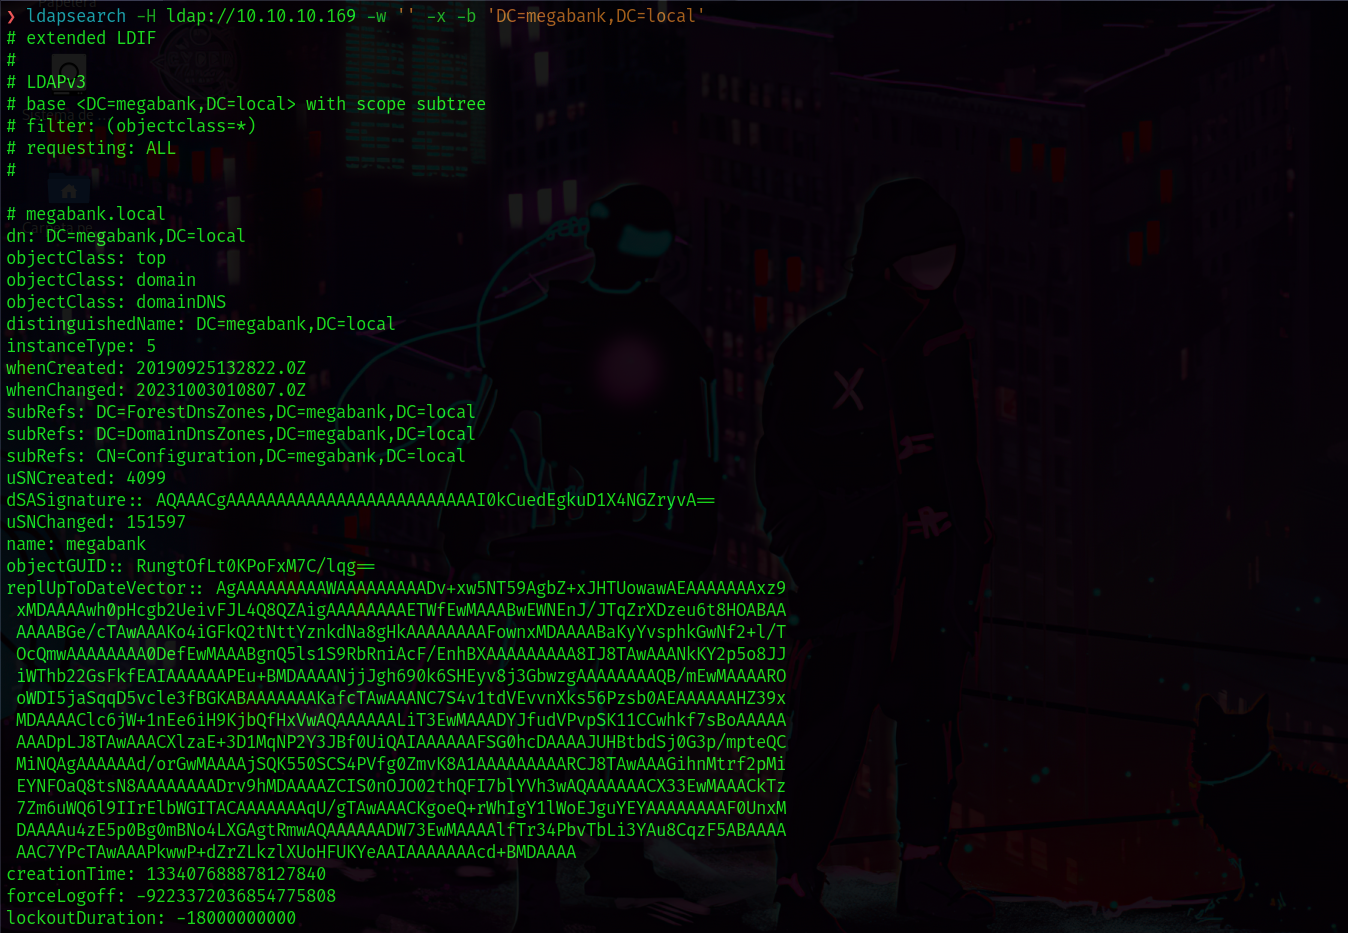 ❯ ldapsearch -H ldap://10.10.10.169 -w '' -x -b 'DC=megabank,DC=local'
# extended LDIF
#
# LDAPv3
# base <DC=megabank,DC=local> with scope subtree
# filter: (objectclass=*)
# requesting: ALL
#
# megabank.local
dn: DC=megabank,DC=local
objectClass: top
objectClass: domain
objectClass: domainDNS
distinguishedName: DC=megabank,DC=local
instanceType: 5
whenCreated: 20190925132822.0Z
whenChanged: 20231003010807.0Z
subRefs: DC=ForestDnsZones,DC=megabank,DC=local
subRefs: DC=DomainDnsZones,DC=megabank,DC=local
subRefs: CN=Configuration,DC=megabank,DC=local
uSNCreated: 4099
dSASignature:: AQAAACgAAAAAAAAAAAAAAAAAAAAAAAAAI0kCuedEgkuD1X4NGZryvA==
uSNChanged: 151597
name: megabank
objectGUID:: RungtOfLt0KPoFxM7C/lqg==
replUpToDateVector:: AgAAAAAAAAAWAAAAAAAAADv+xw5NT59AgbZ+xJHTUowawAEAAAAAAAxz9
xMDAAAAwh0pHcgb2UeivFJL4Q8QZAigAAAAAAAAETWfEwMAAABwEWNEnJ/JTqZrXDzeu6t8HOABAA
AAAABGe/cTAwAAAKo4iGFkQ2tNttYznkdNa8gHkAAAAAAAAFownxMDAAAABaKyYvsphkGwNf2+l/T
OcQmwAAAAAAAA0DefEwMAAABgnQ5ls1S9RbRniAcF/EnhBXAAAAAAAAA8IJ8TAwAAANkKY2p5o8JJ
iWThb22GsFkfEAIAAAAAAPEu+BMDAAAANjjJgh690k6SHEyv8j3GbwzgAAAAAAAAQB/mEwMAAAARO
oWDI5jaSqqD5vcle3fBGKABAAAAAAAKafcTAwAAANC7S4v1tdVEvvnXks56Pzsb0AEAAAAAAHZ39x
MDAAAAClc6jW+1nEe6iH9KjbQfHxVwAQAAAAAALiT3EwMAAADYJfudVPvpSK11CCwhkf7sBoAAAAA
AAADpLJ8TAwAAACXlzaE+3D1MqNP2Y3JBf0UiQAIAAAAAAFSG0hcDAAAAJUHBtbdSj0G3p/mpteQC
MiNQAgAAAAAAd/orGwMAAAAjSQK550SCS4PVfg0ZmvK8A1AAAAAAAAARCJ8TAwAAAGihnMtrf2pMi
EYNFOaQ8tsN8AAAAAAAADrv9hMDAAAAZCIS0nOJO02thQFI7blYVh3wAQAAAAAACX33EwMAAACkTz
7Zm6uWQ6l9IIrElbWGITACAAAAAAAqU/gTAwAAACKgoeQ+rWhIgY1lWoEJguYEYAAAAAAAAF0UnxM
DAAAAu4zE5p0Bg0mBNo4LXGAgtRmwAQAAAAAADW73EwMAAAAlfTr34PbvTbLi3YAu8CqzF5ABAAAA
AAC7YPcTAwAAAPkwwP+dZrZLkzlXUoHFUKYeAAIAAAAAAAcd+BMDAAAA
creationTime: 133407688878127840
forceLogoff: -9223372036854775808
lockoutDuration: -18000000000